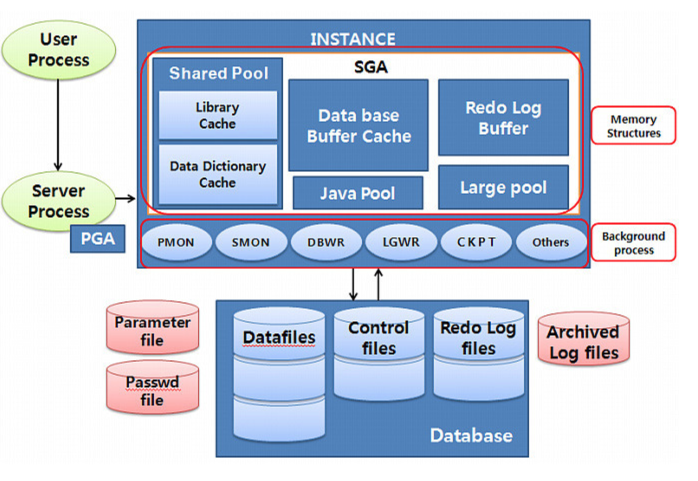 User
Process
INSTANCE
SGA
Shared Pool
Library
Cache
Data Dictionary
Cache
Data base
Buffer Cache
Java Pool
Redo Log
Buffer
Large pool
Memory
Structures
Server
Process
PGA
PMON
SMON
DBWR
LGWR
CKPT
Others
Background
process
Parameter
file
Passwd
file
Datafiles
Control
files
Redo Log
files
Archived
Log files
Database